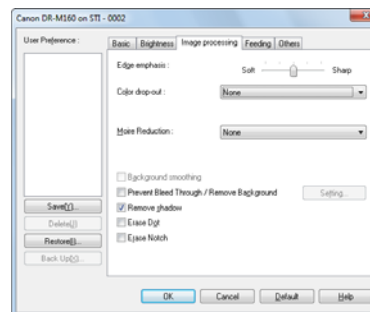 Canon DR-M160 on STI - 0002
User Preference :
Basic Brightness Image processing Feeding Others
Edge emphasis :
Soft Sharp
Color drop-out :
None
Moire Reduction :
None
Background smoothing
Prevent Bleed Through / Remove Background
Setting...
Remove shadow
Erase Dot
Erase Notch
Save(Y)...
Delete(J)
Restore(I)...
Back Up(K)...
OK Cancel Default Help